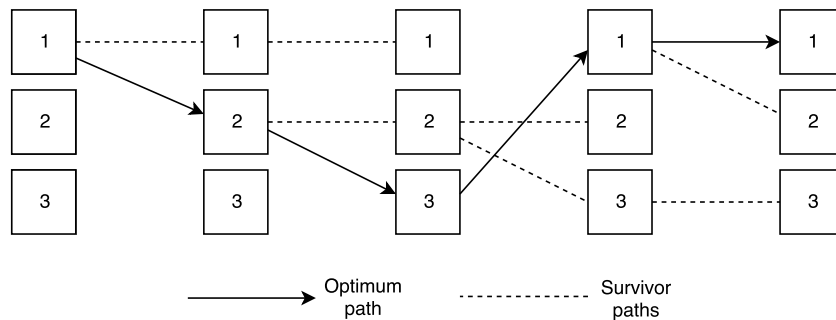 1 1 1 1 1
2 2 2 2 2
3 3 3 3 3
Optimum
path
Survivor
paths